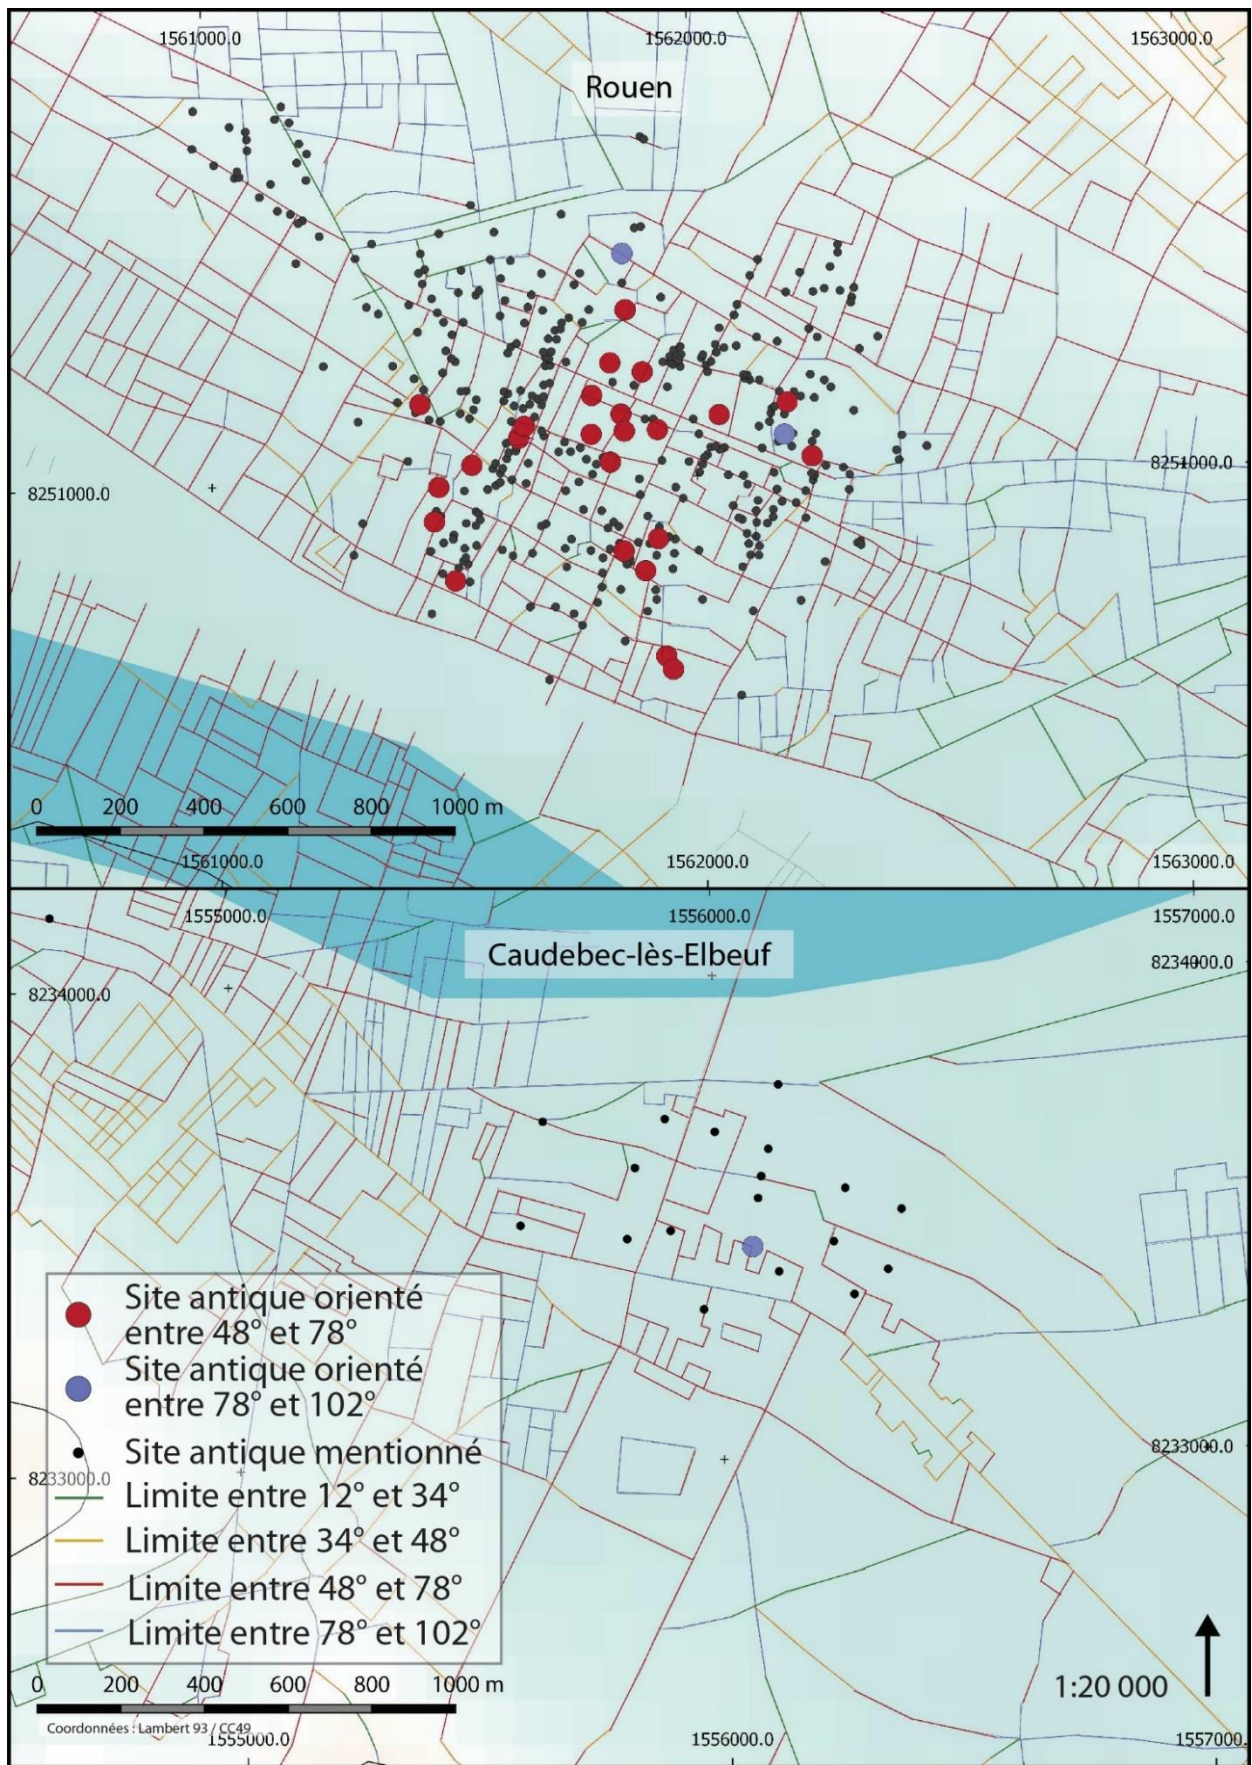 1561000.0
1562000.0
1563000.0
Rouen
8251000.0
8251000.0
0 200 400 600 800 1000 m
1561000.0
1562000.0
1563000.0
1555000.0
1556000.0
1557000.0
Caudebec-lès-Elbeuf
8234000.0
8234000.0
Site antique orienté
entre 48° et 78°
Site antique orienté
entre 78° et 102°
Site antique mentionné
Limite entre 12° et 34°
Limite entre 34° et 48°
Limite entre 48° et 78°
Limite entre 78° et 102°
8233000.0
8233000.0
0 200 400 600 800 1000 m
1:20 000
Coordonnées : Lambert 93 / CC49
1555000.0
1556000.0
1557000.0